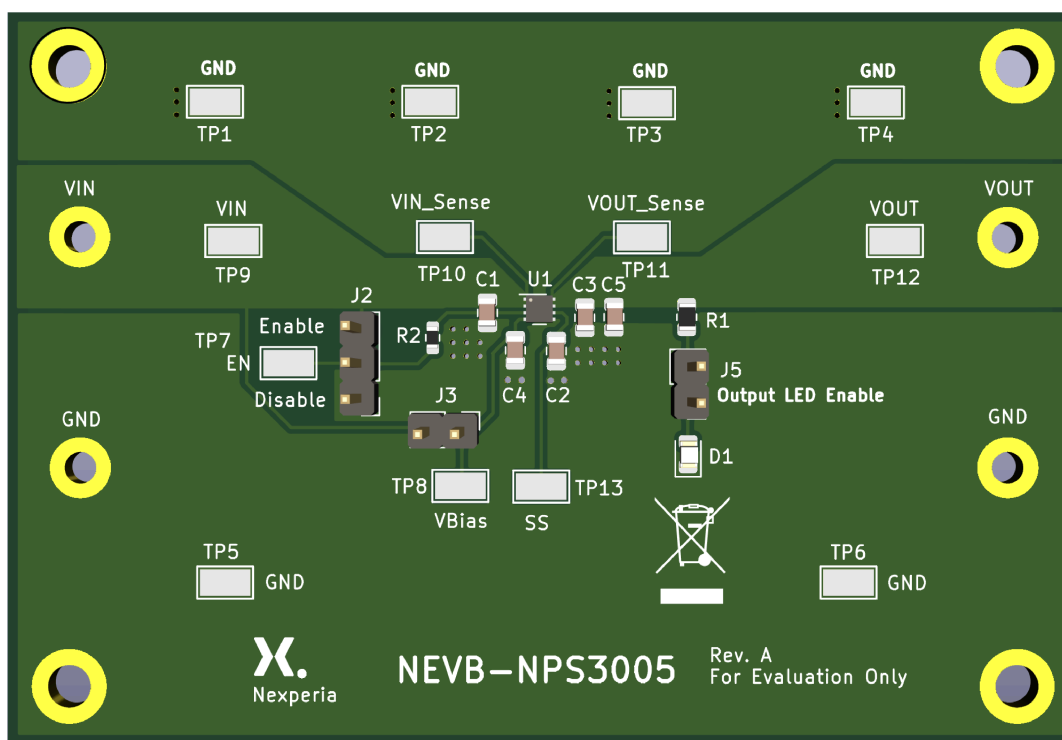 GND GND GND GND
TP1 TP2 TP3 TP4
VIN VIN_Sense VOUT_Sense VOUT
VIN VOUT
TP9 TP10 TP11 TP12
C1 U1 C3 C5
J2
Enable R2 R1
TP7
EN
J5
Disable J3 C4 C2 Output LED Enable
GND GND
D1
TP8 TP13
VBias SS
TP5 TP6
GND GND
X.
Nexperia
NEVB-NPS3005
Rev. A
For Evaluation Only